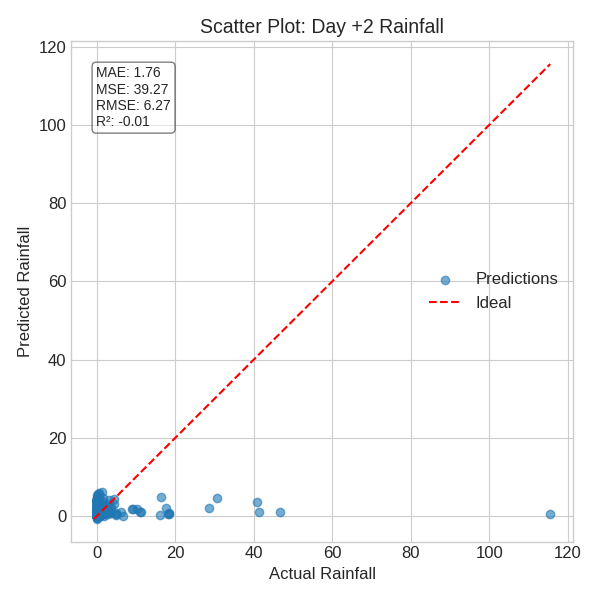 Scatter Plot: Day +2 Rainfall
120
MAE: 1.76
MSE: 39.27
RMSE: 6.27
R²: -0.01
100
80
60
40
20
0
Predicted Rainfall
Predictions
Ideal
0 20 40 60 80 100 120
Actual Rainfall